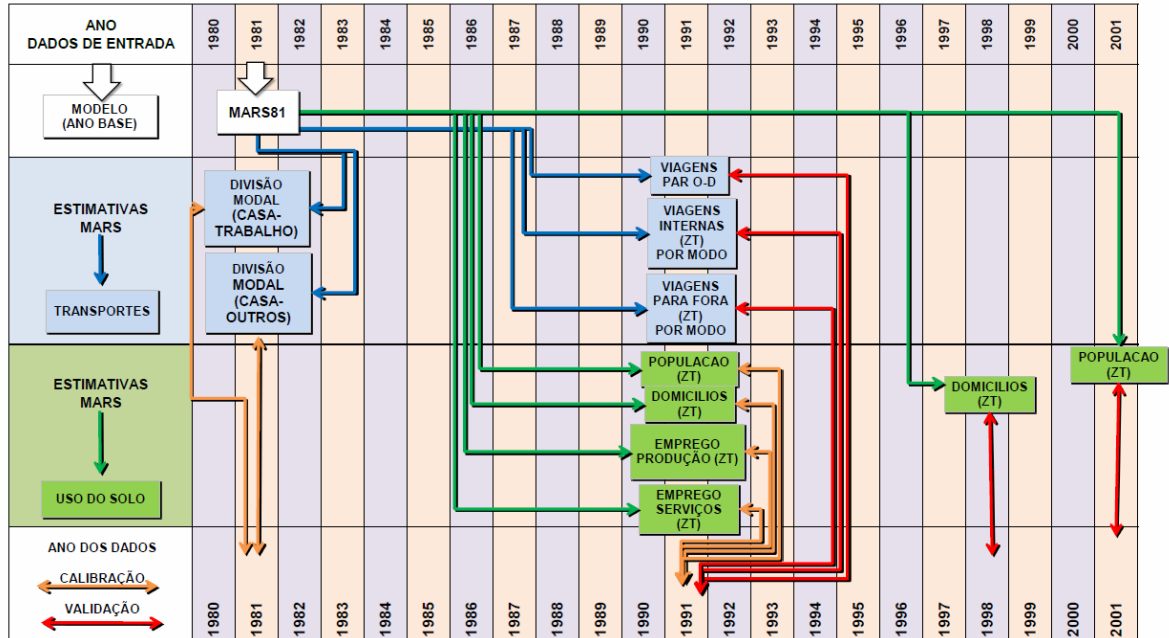 ANO
DADOS DE ENTRADA
1980 1981 1982 1983 1984 1985 1986 1987 1988 1989 1990 1991 1992 1993 1994 1995 1996 1997 1998 1999 2000 2001
MODELO
(ANO BASE)
MARS81
ESTIMATIVAS
MARS
TRANSPORTES
DIVISÃO
MODAL
(CASA-
TRABALHO)
DIVISÃO
MODAL
(CASA-
OUTROS)
VIAGENS
PAR O-D
VIAGENS
INTERNAS
(ZT)
POR MODO
VIAGENS
PARA FORA
(ZT)
POR MODO
ESTIMATIVAS
MARS
USO DO SOLO
POPULACAO
(ZT)
DOMICILIOS
(ZT)
EMPREGO
PRODUÇÃO (ZT)
EMPREGO
SERVIÇOS
(ZT)
DOMICILIOS
(ZT)
POPULACAO
(ZT)
ANO DOS DADOS
CALIBRAÇÃO
VALIDAÇÃO
1980 1981 1982 1983 1984 1985 1986 1987 1988 1989 1990 1991 1992 1993 1994 1995 1996 1997 1998 1999 2000 2001